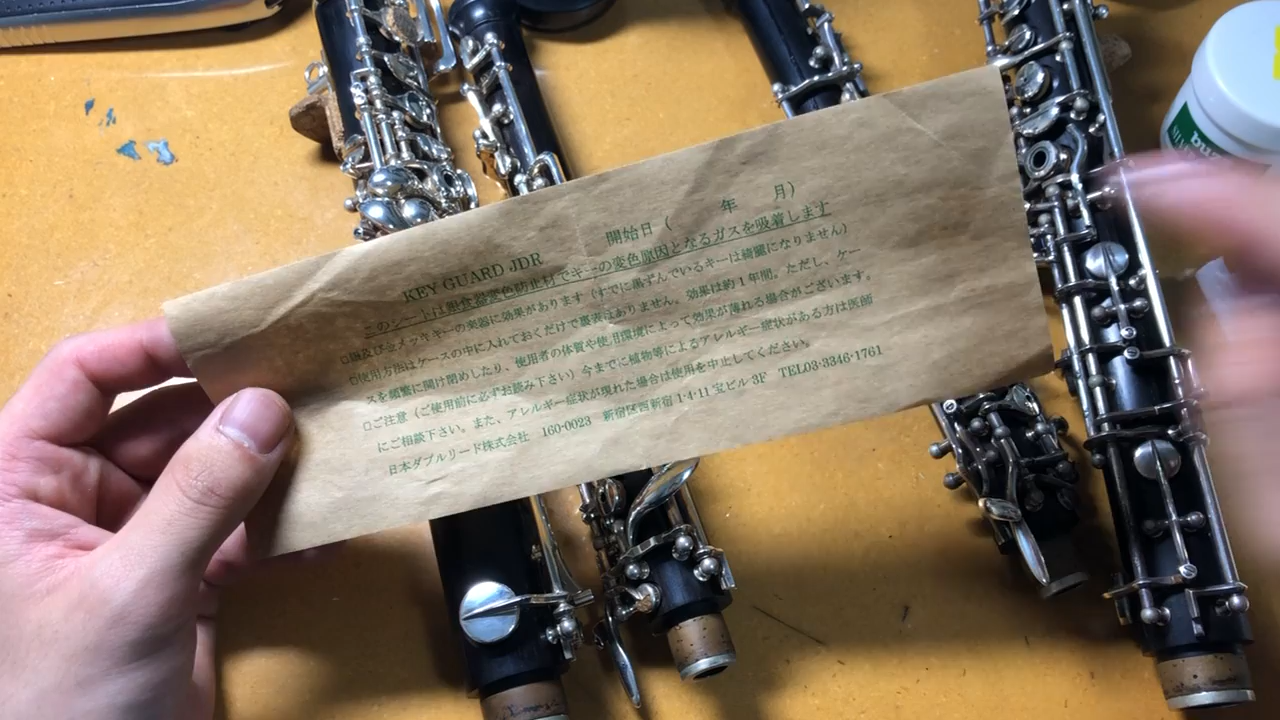 KEY GUARD JDR 開始日 ( 年 月)
このシートは銀食器変色防止材でキーの変色原因となるガスを吸着します
□銀及び メッキキーの楽器に効果があります (すでに黒ずんでいるキーは綺麗になりません)
□使用方法はケースの中に入れておくだけで裏表はありません。効果は約1年間。ただし、ケー
スを頻繁に開け閉めしたり、使用者の体質や使用環境によって効果が薄れる場合がございます。
□ご注意 (ご使用前に必ずお読み下さい) 今までに植物等によるアレルギー症状がある方は医師
にご相談下さい。また、アレルギー症状が現れた場合は使用を中止してください。
日本ダブルリード株式会社 160-0023 新宿区西新宿 1-4-11 宝ビル 3F TEL03-3346-1761